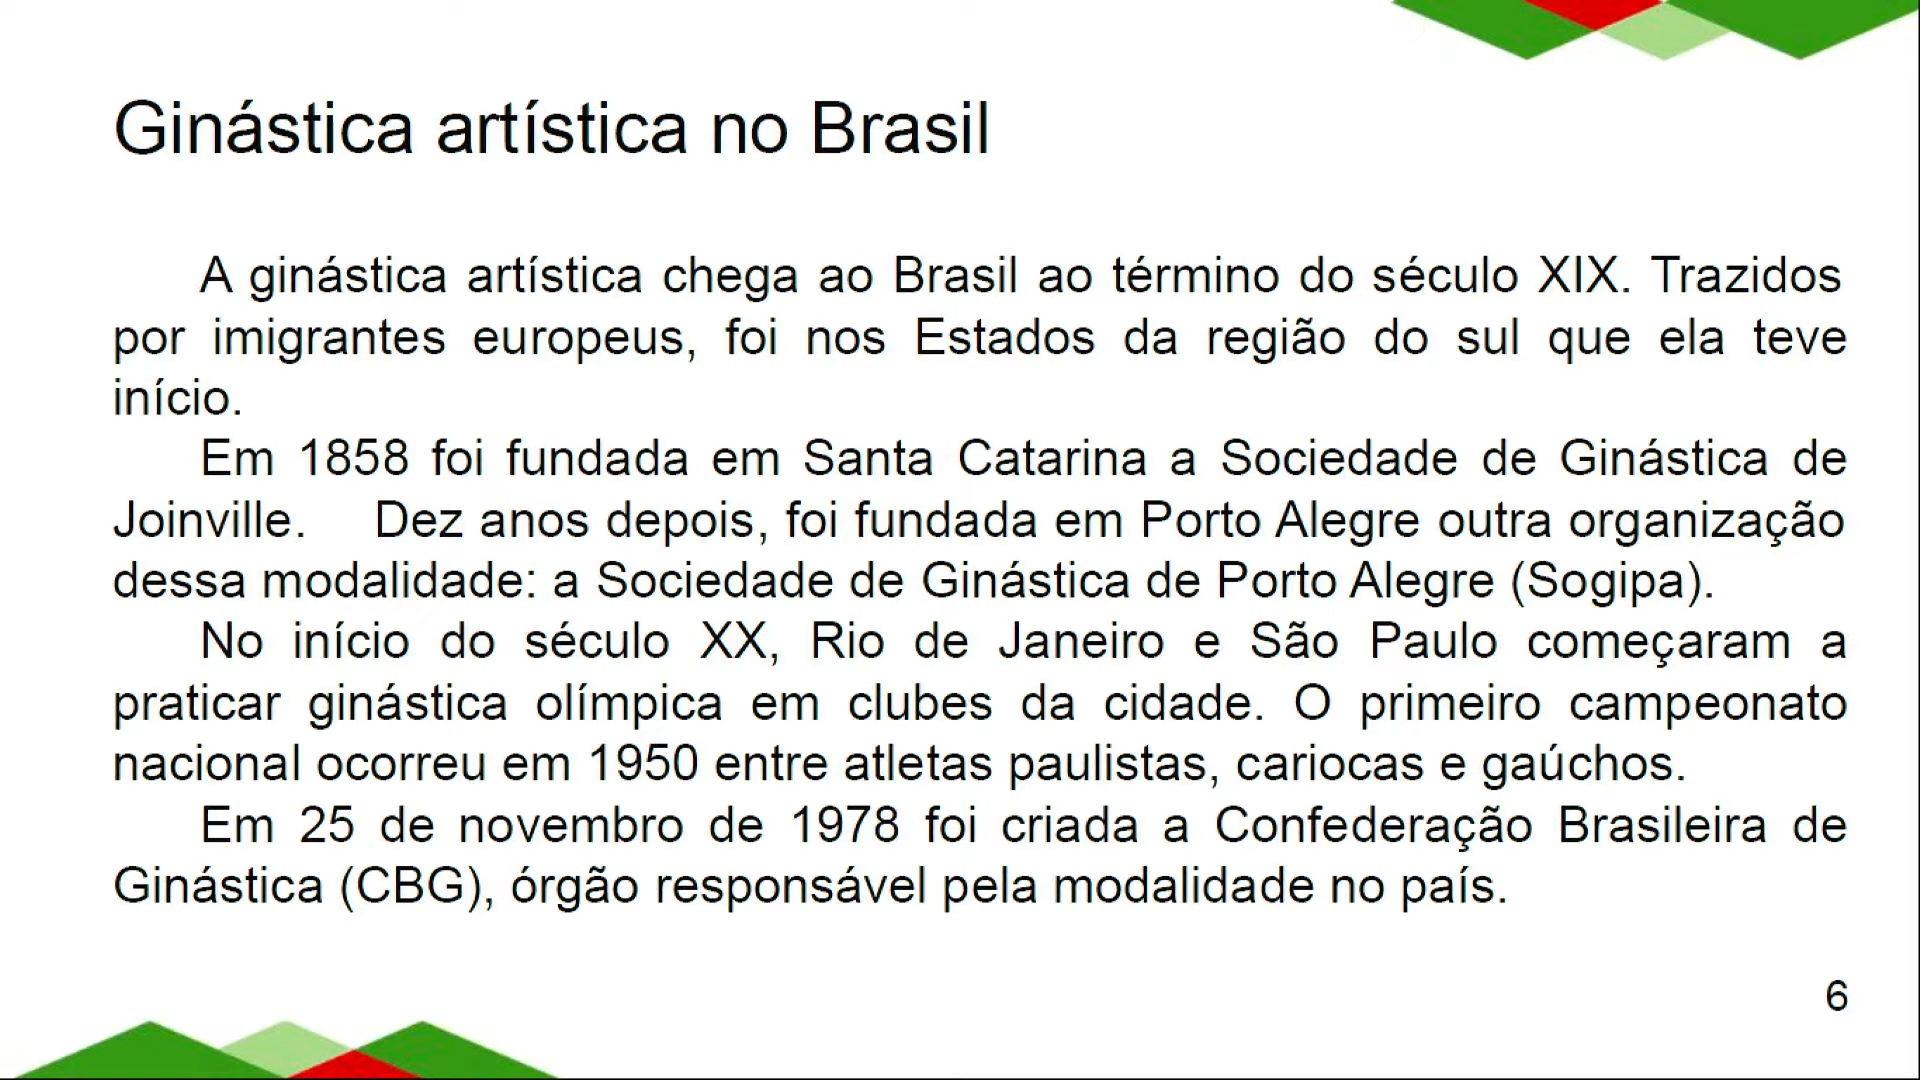 Ginástica artística no Brasil
A ginástica artística chega ao Brasil ao término do século XIX. Trazidos
por imigrantes europeus, foi nos Estados da região do sul que ela teve
início.
Em 1858 foi fundada em Santa Catarina a Sociedade de Ginástica de
Joinville. Dez anos depois, foi fundada em Porto Alegre outra organização
dessa modalidade: a Sociedade de Ginástica de Porto Alegre (Sogipa).
No início do século XX, Rio de Janeiro e São Paulo começaram a
praticar ginástica olímpica em clubes da cidade. O primeiro campeonato
nacional ocorreu em 1950 entre atletas paulistas, cariocas e gaúchos.
Em 25 de novembro de 1978 foi criada a Confederação Brasileira de
Ginástica (CBG), órgão responsável pela modalidade no país.
6